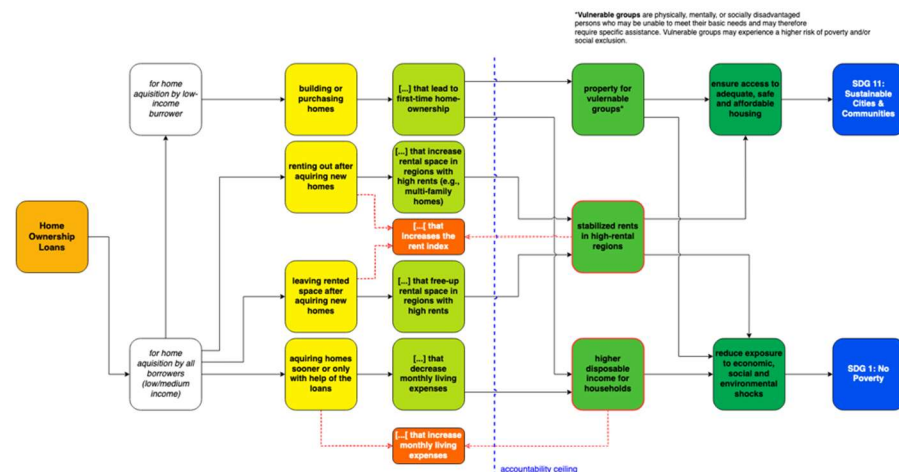 *Vulnerable groups are physically, mentally, or socially disadvantaged
persons who may be unable to meet their basic needs and may therefore
require specific assistance. Vulnerable groups may experience a higher risk of poverty and/or
social exclusion.
for home
aquisition by low-
income
burrower
building or
purchasing
homes
[...] that lead to
first-time home-
ownership
property for
vulernable
groups*
ensure access to
adequate, safe
and affordable
housing
SDG 11:
Sustainable
Cities &
Communities
renting out after
aquiring new
homes
[...] that increase
rental space in
regions with
high rents (e.g.,
multi-family
homes)
Home
Ownership
Loans
[...[ that
increases the
rent index
stabilized rents
in high-rental
regions
leaving rented
space after
aquiring new
homes
[...] that free-up
rental space in
regions with
high rents
for home
aquisition by all
borrowers
(low/medium
income)
aquiring homes
sooner or only
with help of the
loans
[...] that
decrease
monthly living
expenses
higher
disposable
income for
households
reduce exposure
to economic,
social and
environmental
shocks
SDG 1: No
Poverty
[...[ that increase
monthly living
expenses
accountability ceiling